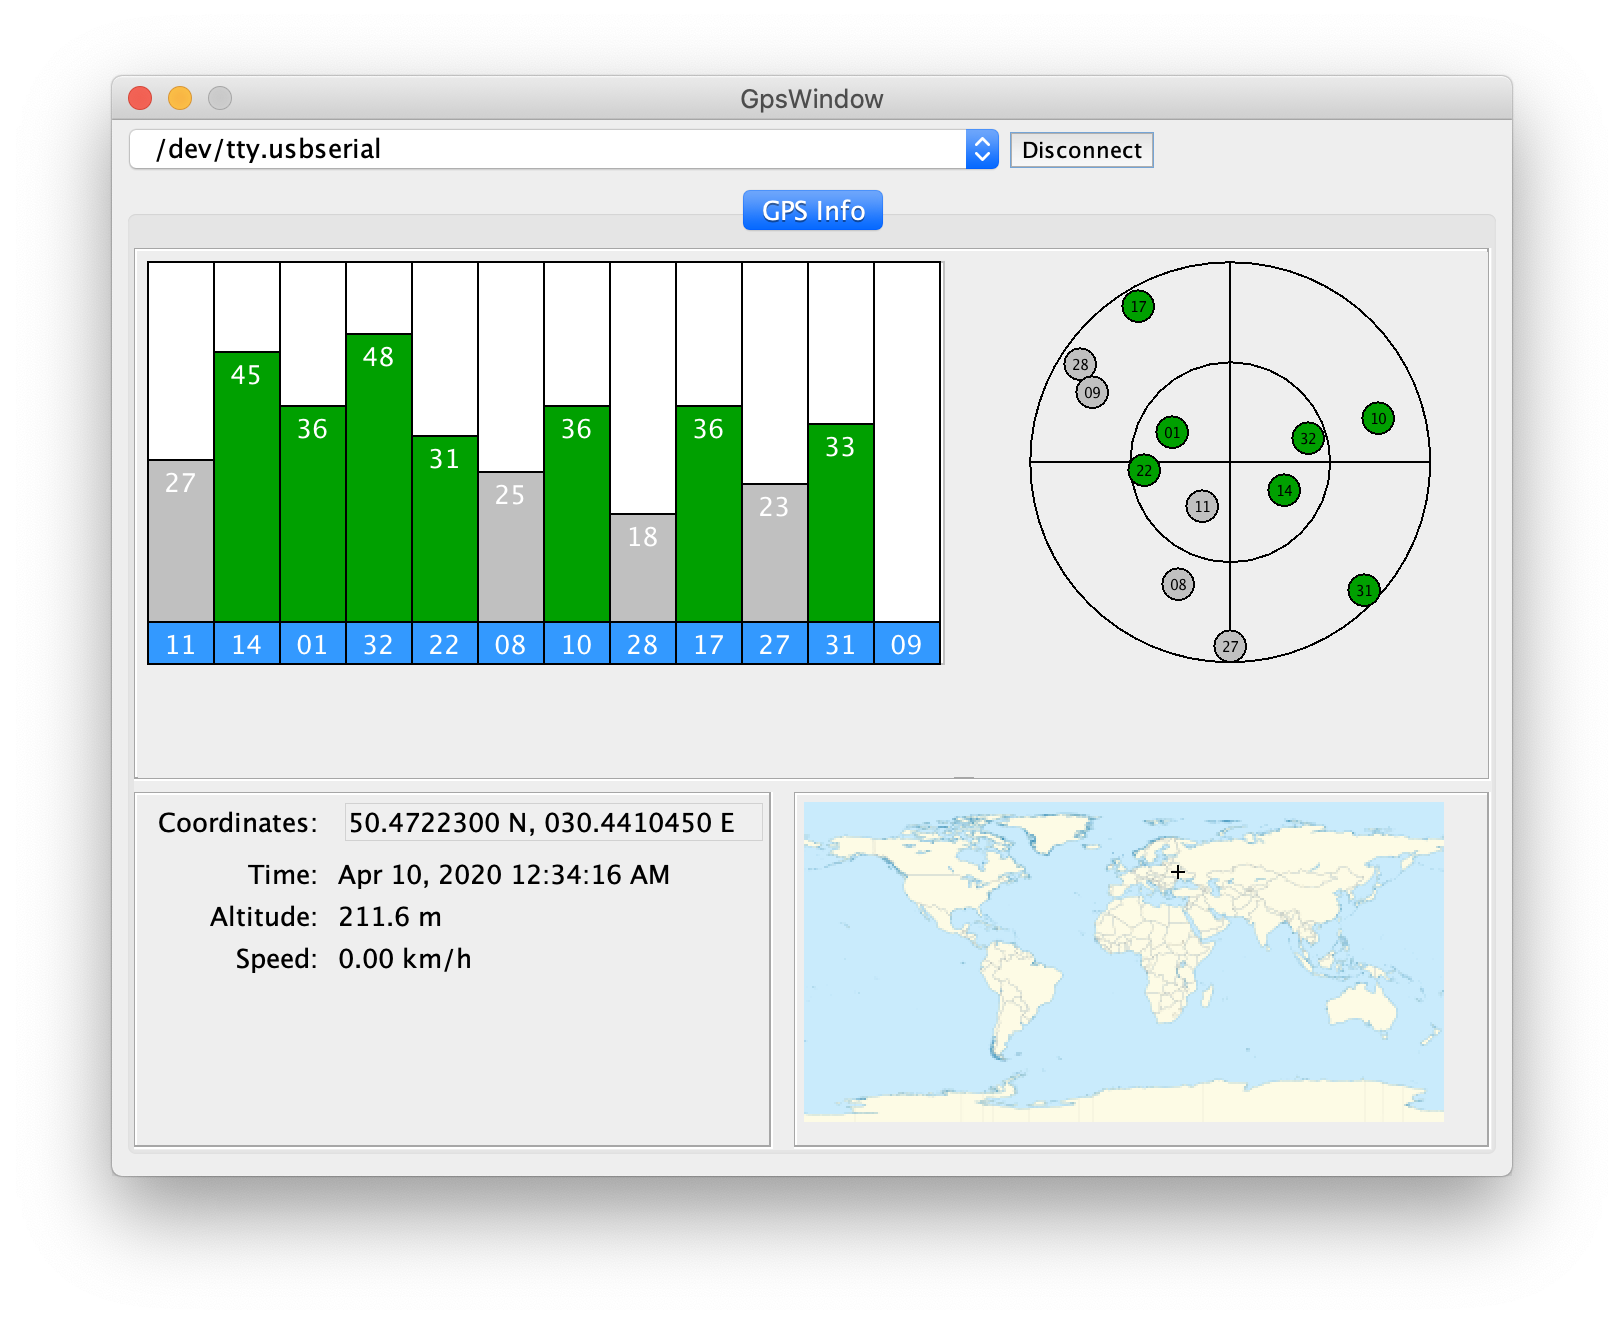 GpsWindow
/dev/tty.usbserial
Disconnect
GPS Info
27 45 36 48 31 25 36 18 36 23 33
11 14 01 32 22 08 10 28 17 27 31 09
17
28
09
10
01
32
22
14
11
08
31
27
Coordinates: 50.4722300 N, 030.4410450 E
Time: Apr 10, 2020 12:34:16 AM
Altitude: 211.6 m
Speed: 0.00 km/h